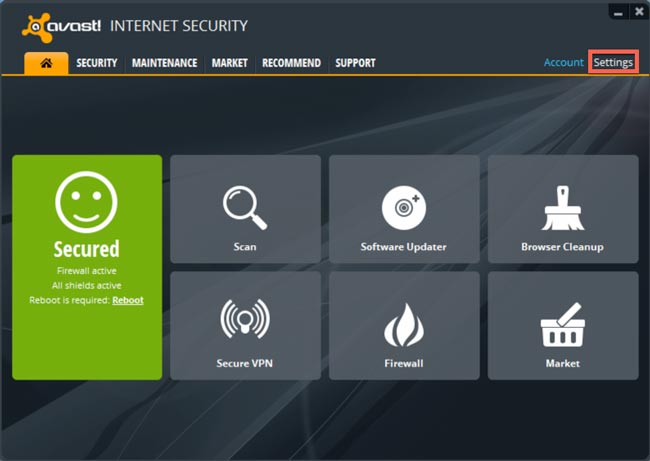 avast! INTERNET SECURITY
SECURITY MAINTENANCE MARKET RECOMMEND SUPPORT Account Settings
Secured
Firewall active
All shields active
Reboot is required: Reboot
Scan
Software Updater
Browser Cleanup
Secure VPN
Firewall
Market